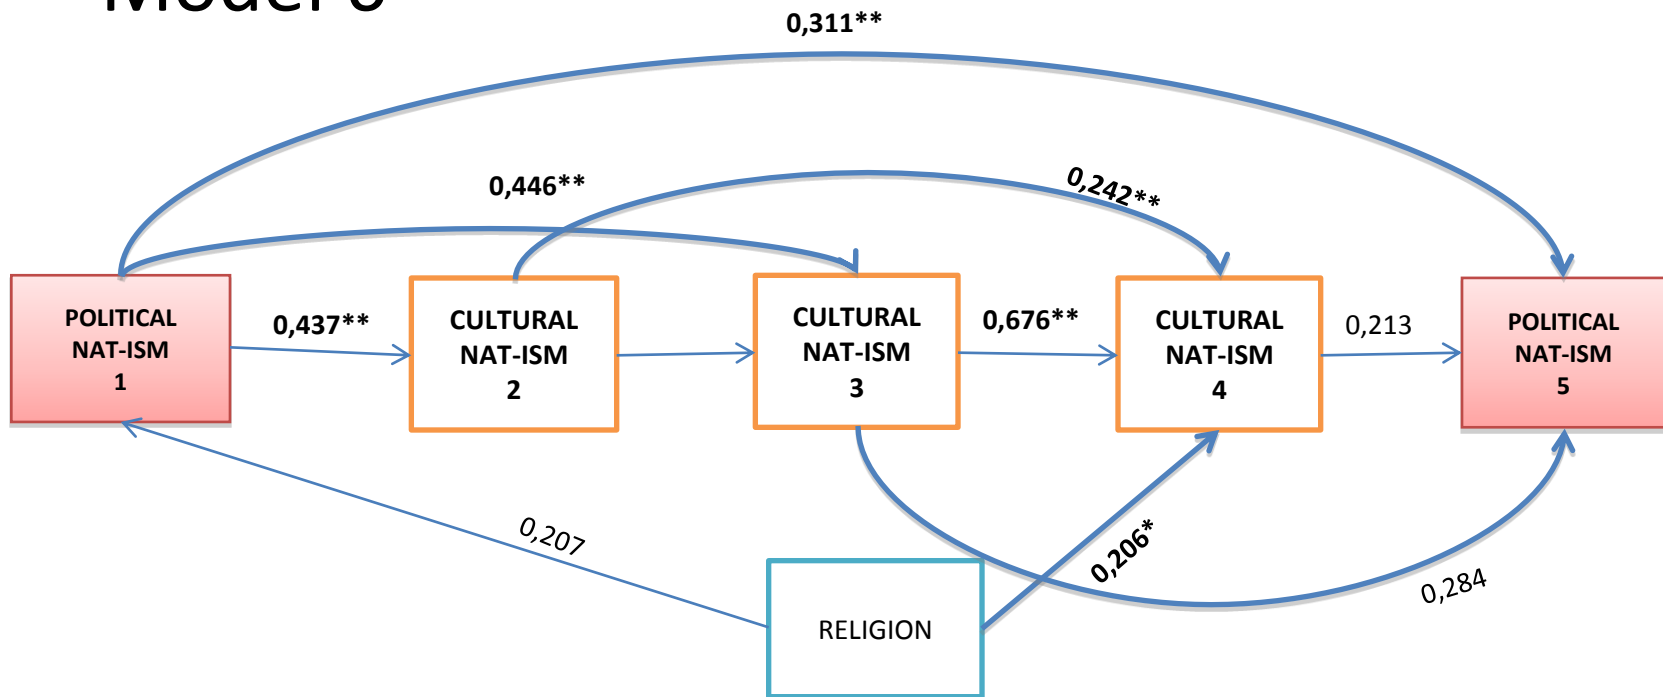 0,311**
0,446**
0,242**
POLITICAL
NAT-ISM
1
0,437**
CULTURAL
NAT-ISM
2
CULTURAL
NAT-ISM
3
0,676**
CULTURAL
NAT-ISM
4
0,213
POLITICAL
NAT-ISM
5
0,207
0,206*
0,284
RELIGION